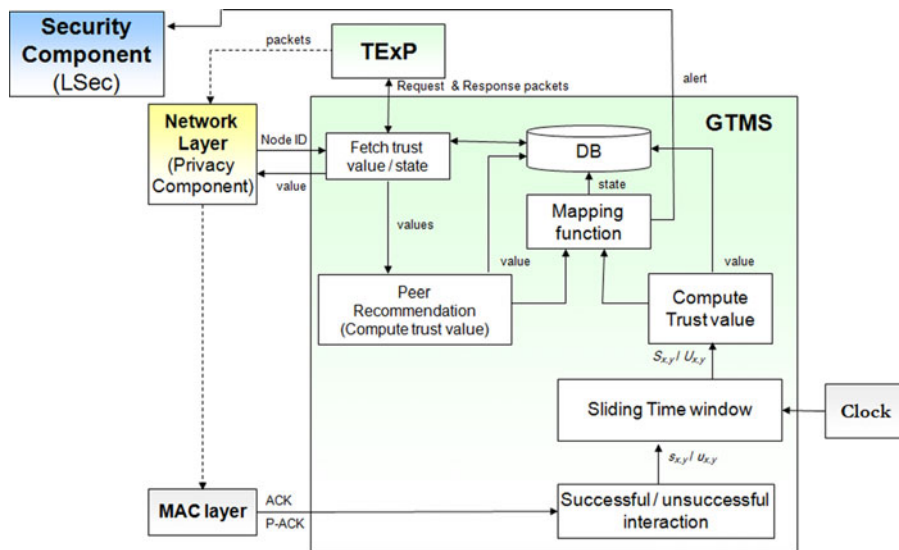 Security
Component
(LSec)
packets
TExP
alert
Request & Response packets
GTMS
Network
Layer
(Privacy
Component)
Node ID
value
Fetch trust
value / state
DB
state
Mapping
function
values
value
value
Peer
Recommendation
(Compute trust value)
Compute
Trust value
Sx,y / Ux,y
Sliding Time window
Clock
sx,y / ux,y
MAC layer
ACK
P-ACK
Successful / unsuccessful
interaction